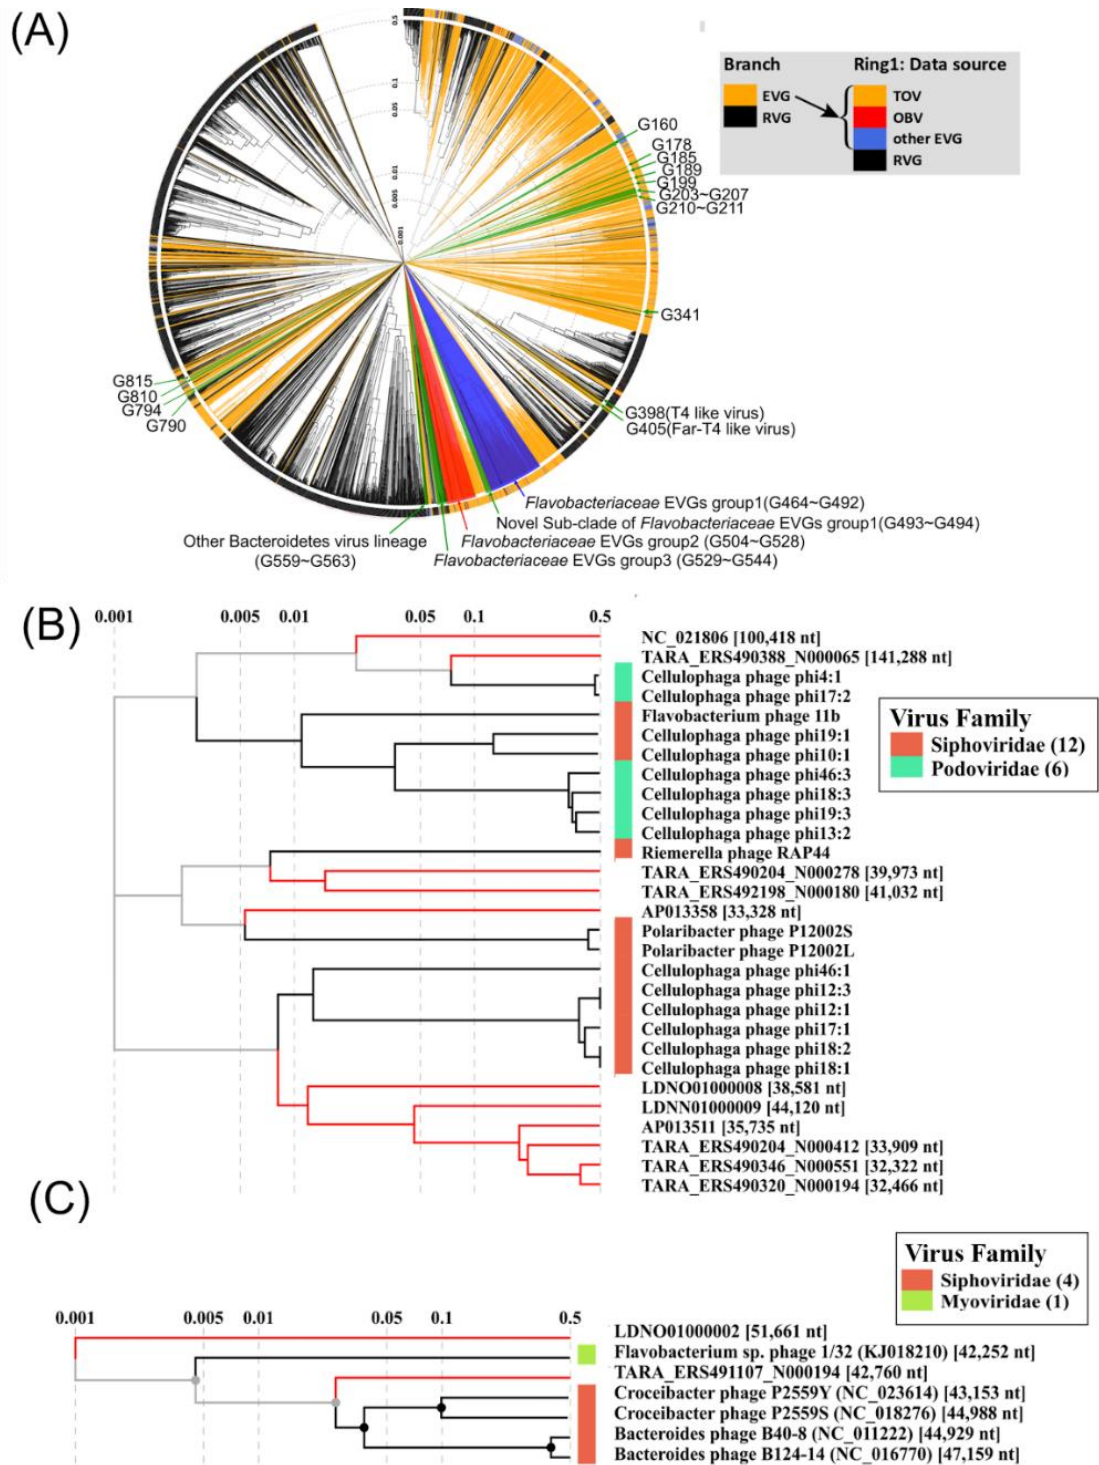 (A)
0.5
0.1
0.05
0.01
0.005
0.001
Branch
EVG
RVG
Ring1: Data source
TOV
OBV
other EVG
RVG
G160
G178
G185
G189
G199
G203~G207
G210~G211
G341
G398(T4 like virus)
G405(Far-T4 like virus)
G815
G810
G794
G790
Flavobacteriaceae EVGs group1(G464~G492)
Novel Sub-clade of Flavobacteriaceae EVGs group1(G493~G494)
Flavobacteriaceae EVGs group2 (G504~G528)
Flavobacteriaceae EVGs group3 (G529~G544)
Other Bacteroidetes virus lineage
(G559~G563)
(B)
0.001 0.005 0.01 0.05 0.1 0.5
NC_021806 [100,418 nt]
TARA_ERS490388_N000065 [141,288 nt]
Cellulophaga phage phi4:1
Cellulophaga phage phi17:2
Flavobacterium phage 11b
Cellulophaga phage phi19:1
Cellulophaga phage phi10:1
Cellulophaga phage phi46:3
Cellulophaga phage phi18:3
Cellulophaga phage phi19:3
Cellulophaga phage phi13:2
Riemerella phage RAP44
TARA_ERS490204_N000278 [39,973 nt]
TARA_ERS492198_N000180 [41,032 nt]
AP013358 [33,328 nt]
Polaribacter phage P12002S
Polaribacter phage P12002L
Cellulophaga phage phi46:1
Cellulophaga phage phi12:3
Cellulophaga phage phi12:1
Cellulophaga phage phi17:1
Cellulophaga phage phi18:2
Cellulophaga phage phi18:1
LDNO01000008 [38,581 nt]
LDNN01000009 [44,120 nt]
AP013511 [35,735 nt]
TARA_ERS490204_N000412 [33,909 nt]
TARA_ERS490346_N000551 [32,322 nt]
TARA_ERS490320_N000194 [32,466 nt]
Virus Family
Siphoviridae (12)
Podoviridae (6)
(C)
0.001 0.005 0.01 0.05 0.1 0.5
LDNO01000002 [51,661 nt]
Flavobacterium sp. phage 1/32 (KJ018210) [42,252 nt]
TARA_ERS491107_N000194 [42,760 nt]
Croceibacter phage P2559Y (NC_023614) [43,153 nt]
Croceibacter phage P2559S (NC_018276) [44,988 nt]
Bacteroides phage B40-8 (NC_011222) [44,929 nt]
Bacteroides phage B124-14 (NC_016770) [47,159 nt]
Virus Family
Siphoviridae (4)
Myoviridae (1)